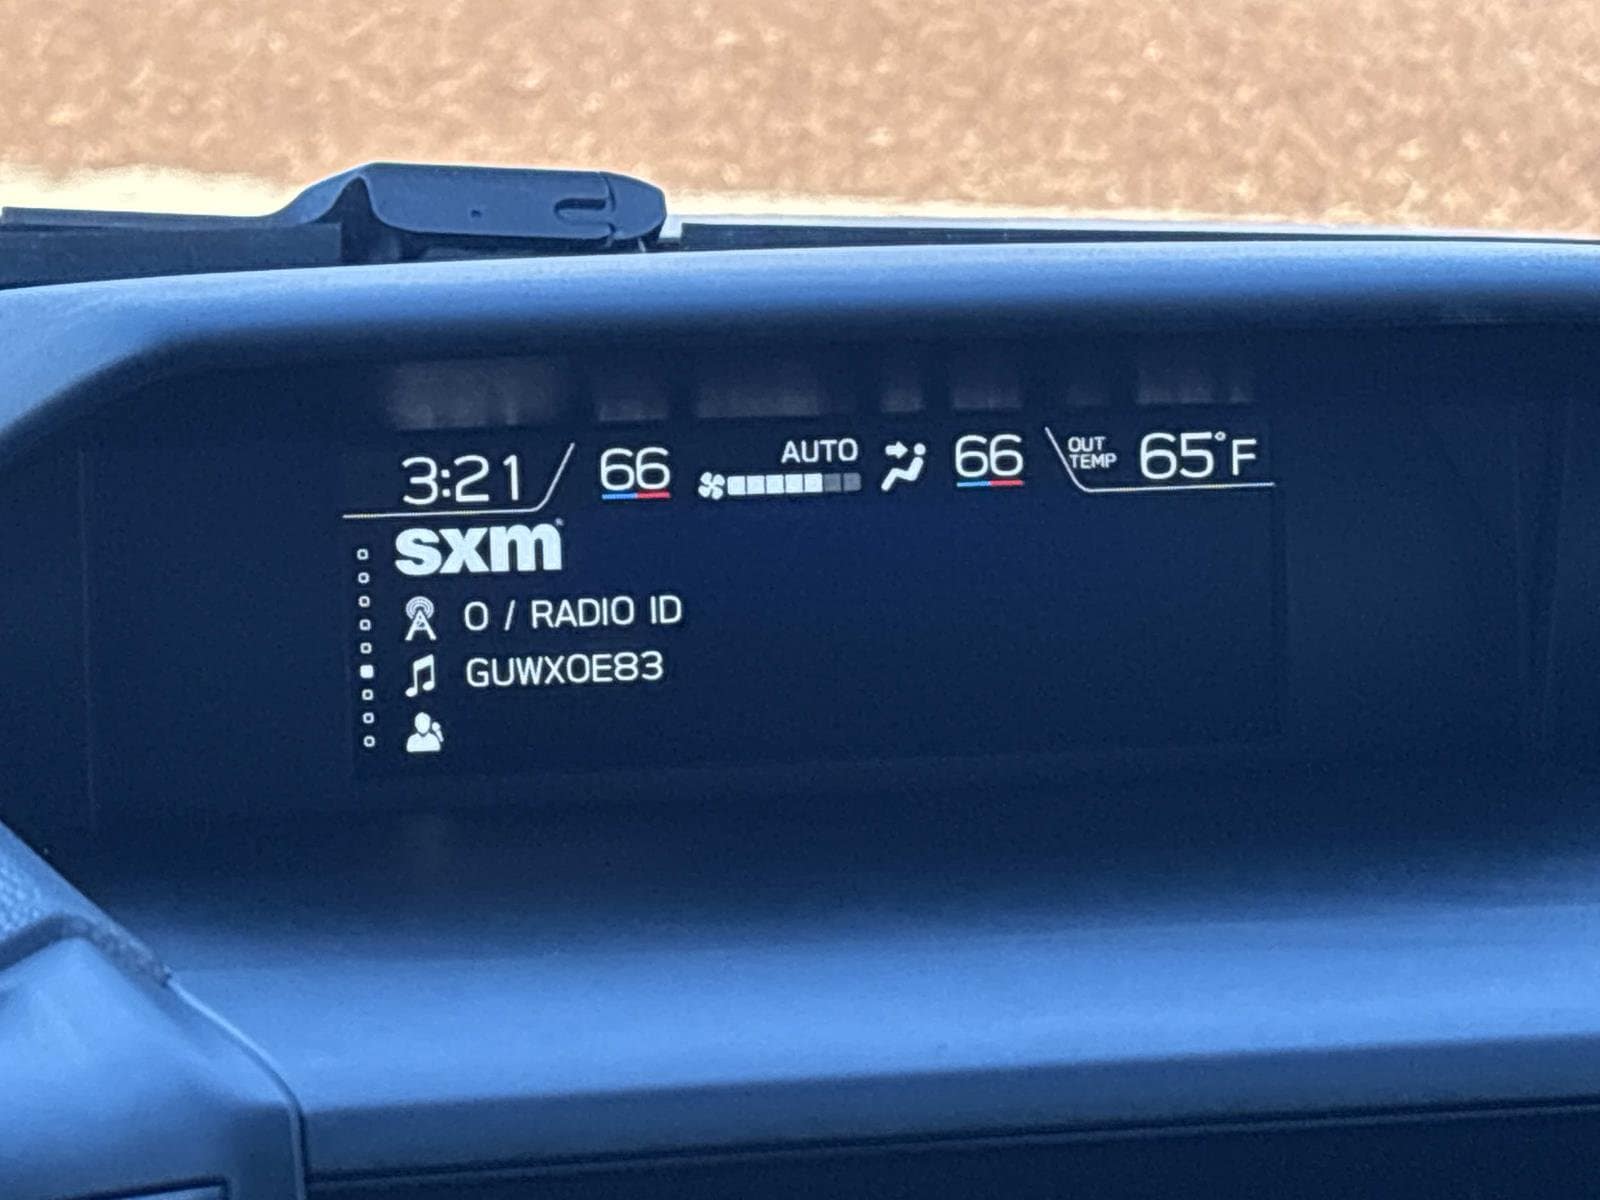 3:21 66 AUTO 66 OUT TEMP 65°F
sxm
0 / RADIO ID
GUWX0E83